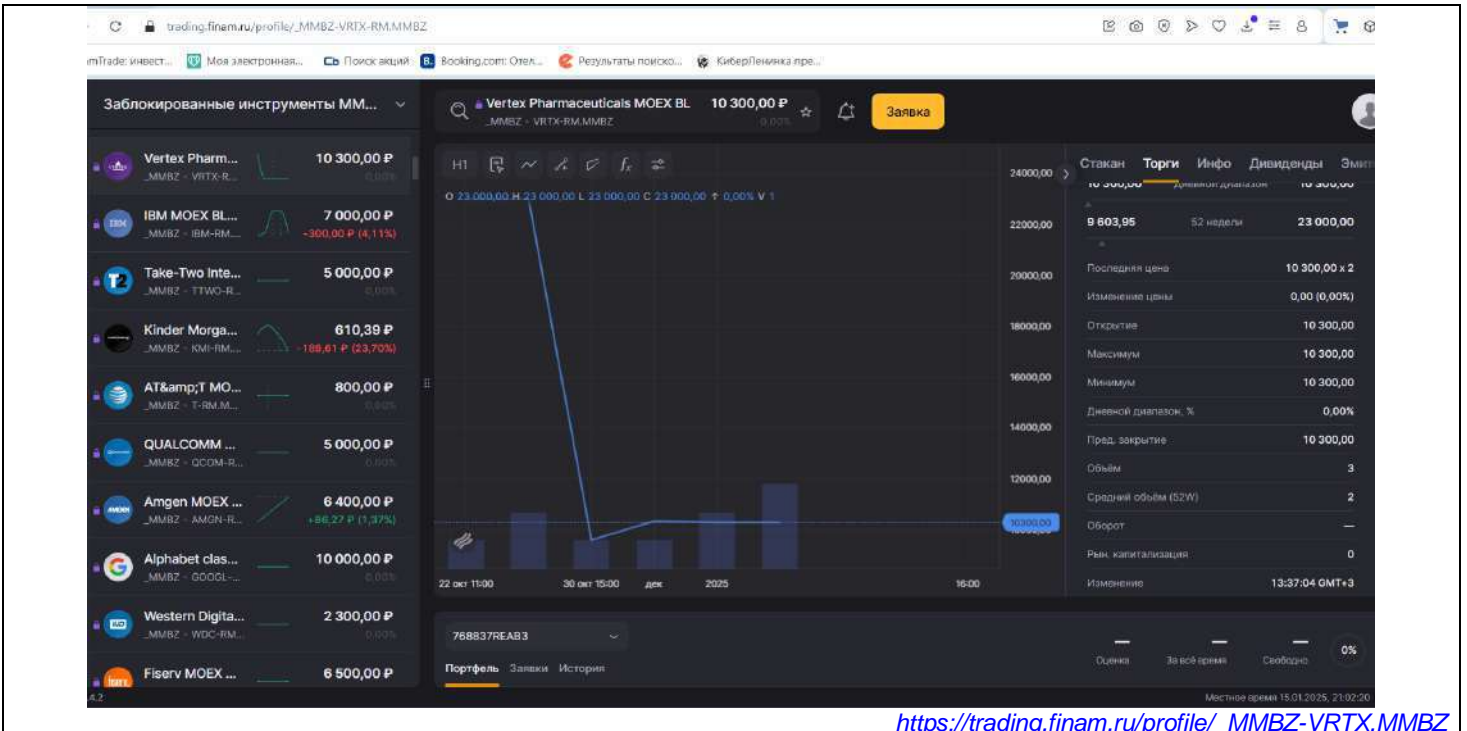 trading.finam.ru/profile/_MMBZ-VRTX-RM.MMBZ
mTrade: инвест... Моя электронная... Поиск акций Booking.com: Отел... Результаты поиско... КиберЛенинка пре...
Заблокированные инструменты ММ...
Vertex Pharmaceuticals MOEX BL 10 300,00 ₽
_MMBZ - VRTX-RM.MMBZ 0,00%
Заявка
Vertex Pharm... 10 300,00 ₽
_MMBZ - VRTX-R... 0,00%
IBM MOEX BL... 7 000,00 ₽
_MMBZ - IBM-RM.... -300,00 ₽ (4,11%)
Take-Two Inte... 5 000,00 ₽
_MMBZ - TTWO-R... 0,00%
Kinder Morga... 610,39 ₽
_MMBZ - KMI-RM.... -189,61 ₽ (23,70%)
AT&amp;T MO... 800,00 ₽
_MMBZ - T-RM.M... 0,00%
QUALCOMM ... 5 000,00 ₽
_MMBZ - QCOM-R... 0,00%
Amgen MOEX ... 6 400,00 ₽
_MMBZ - AMGN-R... +86,27 ₽ (1,37%)
Alphabet clas... 10 000,00 ₽
_MMBZ - GOOGL-... 0,00%
Western Digita... 2 300,00 ₽
_MMBZ - WDC-RM... 0,00%
Fiserv MOEX ... 6 500,00 ₽
H1
O 23 000,00 H 23 000,00 L 23 000,00 C 23 000,00 ↑ 0,00% V 1
24000,00
22000,00
20000,00
18000,00
16000,00
14000,00
12000,00
10300,00
22 окт 11:00 30 окт 15:00 дек 2025 16:00
Стакан Торги Инфо Дивиденды Эмит
10 300,00 Дневной диапазон 10 300,00
9 603,95 52 недели 23 000,00
Последняя цена 10 300,00 x 2
Изменение цены 0,00 (0,00%)
Открытие 10 300,00
Максимум 10 300,00
Минимум 10 300,00
Дневной диапазон, % 0,00%
Пред. закрытие 10 300,00
Объём 3
Средний объём (52W) 2
Оборот —
Рын. капитализация 0
Изменение 13:37:04 GMT+3
768837REAB3
Портфель Заявки История
— — — 0%
Оценка За всё время Свободно
.4.2
Местное время 15.01.2025, 21:02:20
https://trading.finam.ru/profile/_MMBZ-VRTX.MMBZ